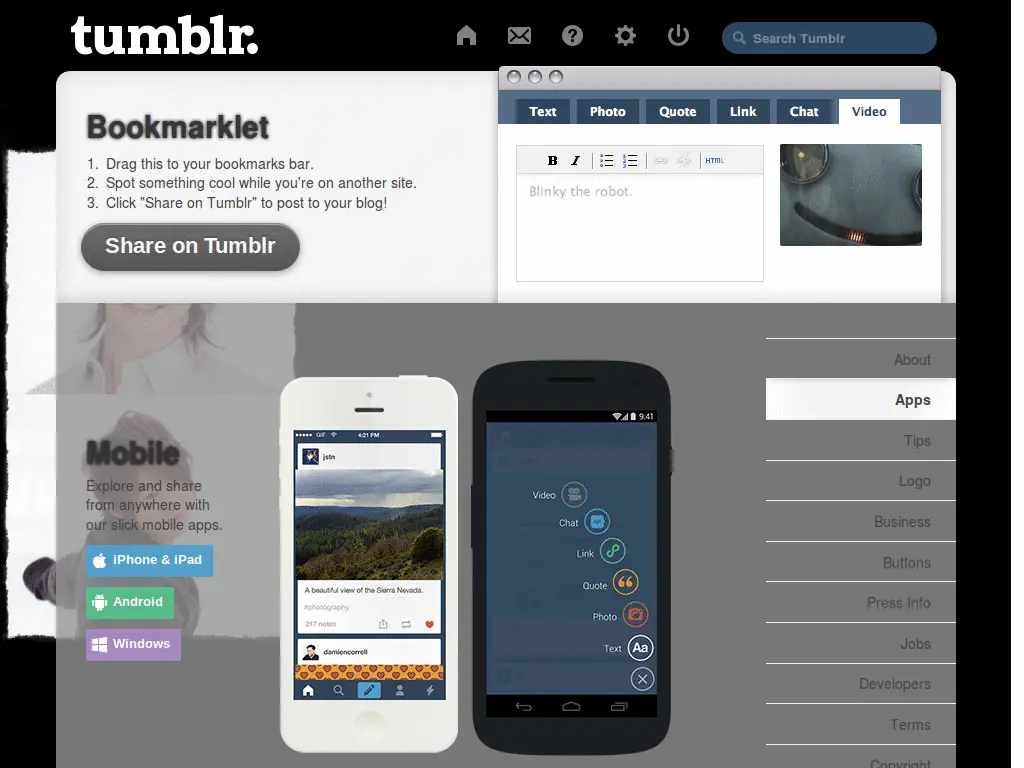 tumblr.
Search Tumblr
Bookmarklet
1. Drag this to your bookmarks bar.
2. Spot something cool while you're on another site.
3. Click "Share on Tumblr" to post to your blog!
Share on Tumblr
Text Photo Quote Link Chat Video
B I HTML
Blinky the robot.
Mobile
Explore and share
from anywhere with
our slick mobile apps.
iPhone & iPad
Android
Windows
GIF 4:21 PM
jstn
A beautiful view of the Sierra Nevada.
#photography
217 notes
damiencorrell
9:41
Video
Chat
Link
Quote
Photo
Text Aa
About
Apps
Tips
Logo
Business
Buttons
Press Info
Jobs
Developers
Terms
Copyright